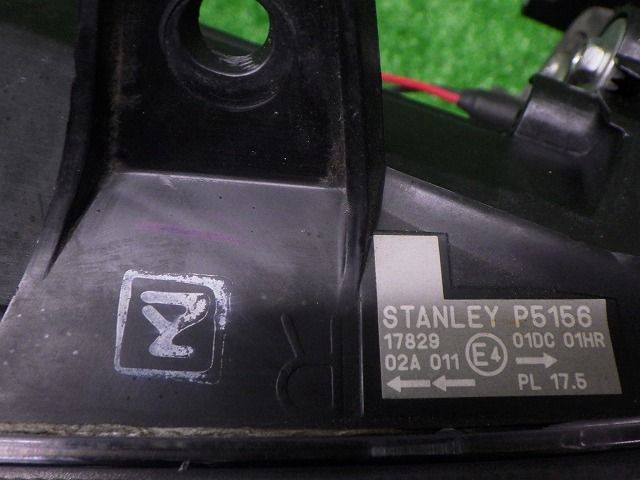 STANLEY P5156
17829 01DC 01HR
02A 011 E4 →
←← PL 17.5
R